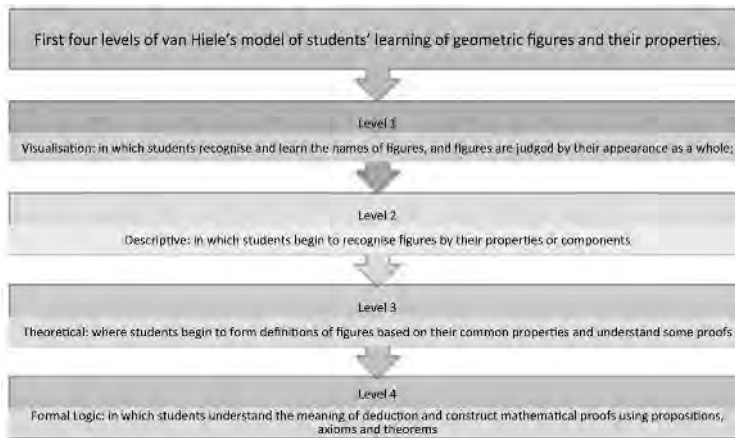 First four levels of van Hiele's model of students' learning of geometric figures and their properties.
Level 1
Visualisation: in which students recognise and learn the names of figures, and figures are judged by their appearance as a whole;
Level 2
Descriptive: in which students begin to recognise figures by their properties or components
Level 3
Theoretical: where students begin to form definitions of figures based on their common properties and understand some proofs
Level 4
Formal Logic: in which students understand the meaning of deduction and construct mathematical proofs using propositions,
axioms and theorems